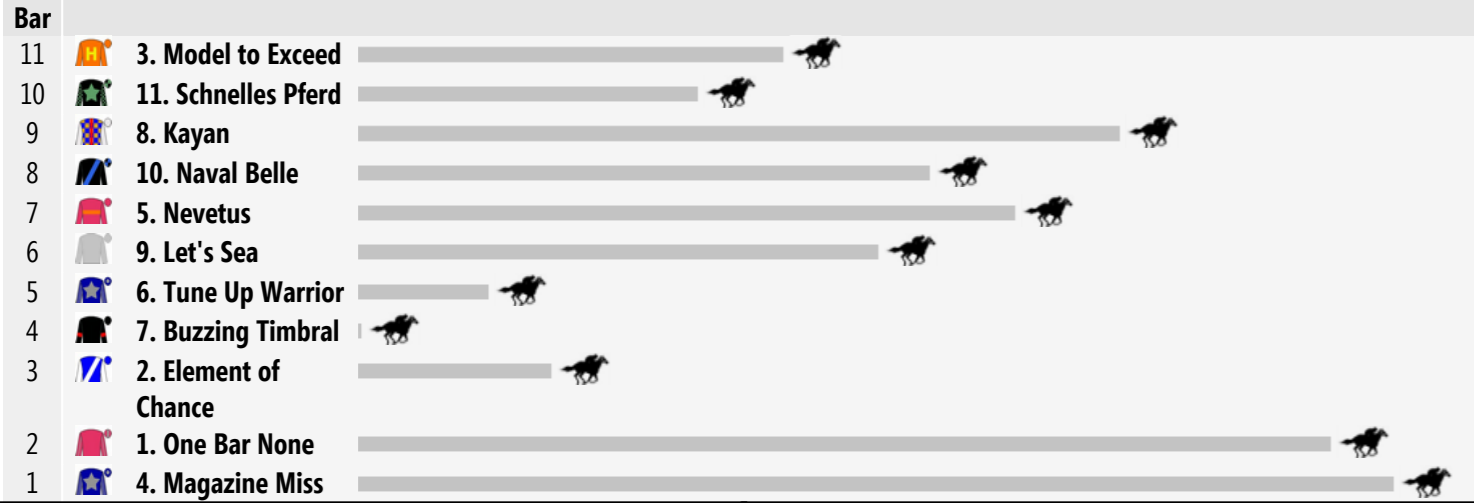 Bar
11 H 3. Model to Exceed
10 11. Schnelles Pferd
9 8. Kayan
8 10. Naval Belle
7 5. Nevetus
6 9. Let's Sea
5 6. Tune Up Warrior
4 7. Buzzing Timbral
3 2. Element of
Chance
2 1. One Bar None
1 4. Magazine Miss